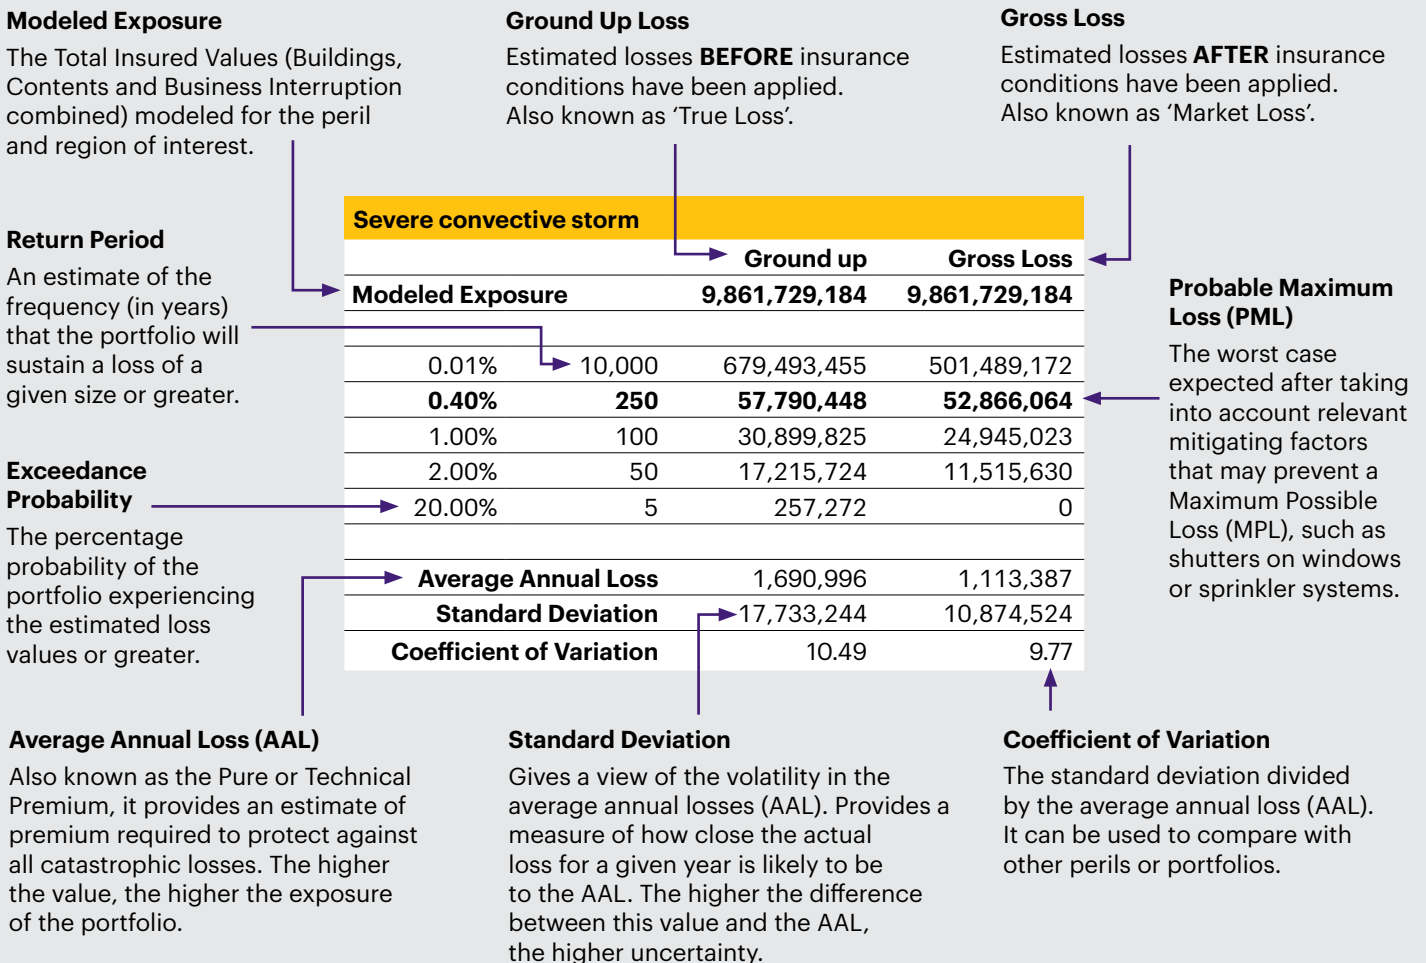 Modeled Exposure
The Total Insured Values (Buildings,
Contents and Business Interruption
combined) modeled for the peril
and region of interest.
Ground Up Loss
Estimated losses BEFORE insurance
conditions have been applied.
Also known as ‘True Loss’.
Gross Loss
Estimated losses AFTER insurance
conditions have been applied.
Also known as ‘Market Loss’.
Return Period
An estimate of the
frequency (in years)
that the portfolio will
sustain a loss of a
given size or greater.
Exceedance
Probability
The percentage
probability of the
portfolio experiencing
the estimated loss
values or greater.
Severe convective storm
Ground up Gross Loss
Modeled Exposure 9,861,729,184 9,861,729,184
0.01% 10,000 679,493,455 501,489,172
0.40% 250 57,790,448 52,866,064
1.00% 100 30,899,825 24,945,023
2.00% 50 17,215,724 11,515,630
20.00% 5 257,272 0
Average Annual Loss 1,690,996 1,113,387
Standard Deviation 17,733,244 10,874,524
Coefficient of Variation 10.49 9.77
Probable Maximum
Loss (PML)
The worst case
expected after taking
into account relevant
mitigating factors
that may prevent a
Maximum Possible
Loss (MPL), such as
shutters on windows
or sprinkler systems.
Average Annual Loss (AAL)
Also known as the Pure or Technical
Premium, it provides an estimate of
premium required to protect against
all catastrophic losses. The higher
the value, the higher the exposure
of the portfolio.
Standard Deviation
Gives a view of the volatility in the
average annual losses (AAL). Provides a
measure of how close the actual
loss for a given year is likely to be
to the AAL. The higher the difference
between this value and the AAL,
the higher uncertainty.
Coefficient of Variation
The standard deviation divided
by the average annual loss (AAL).
It can be used to compare with
other perils or portfolios.